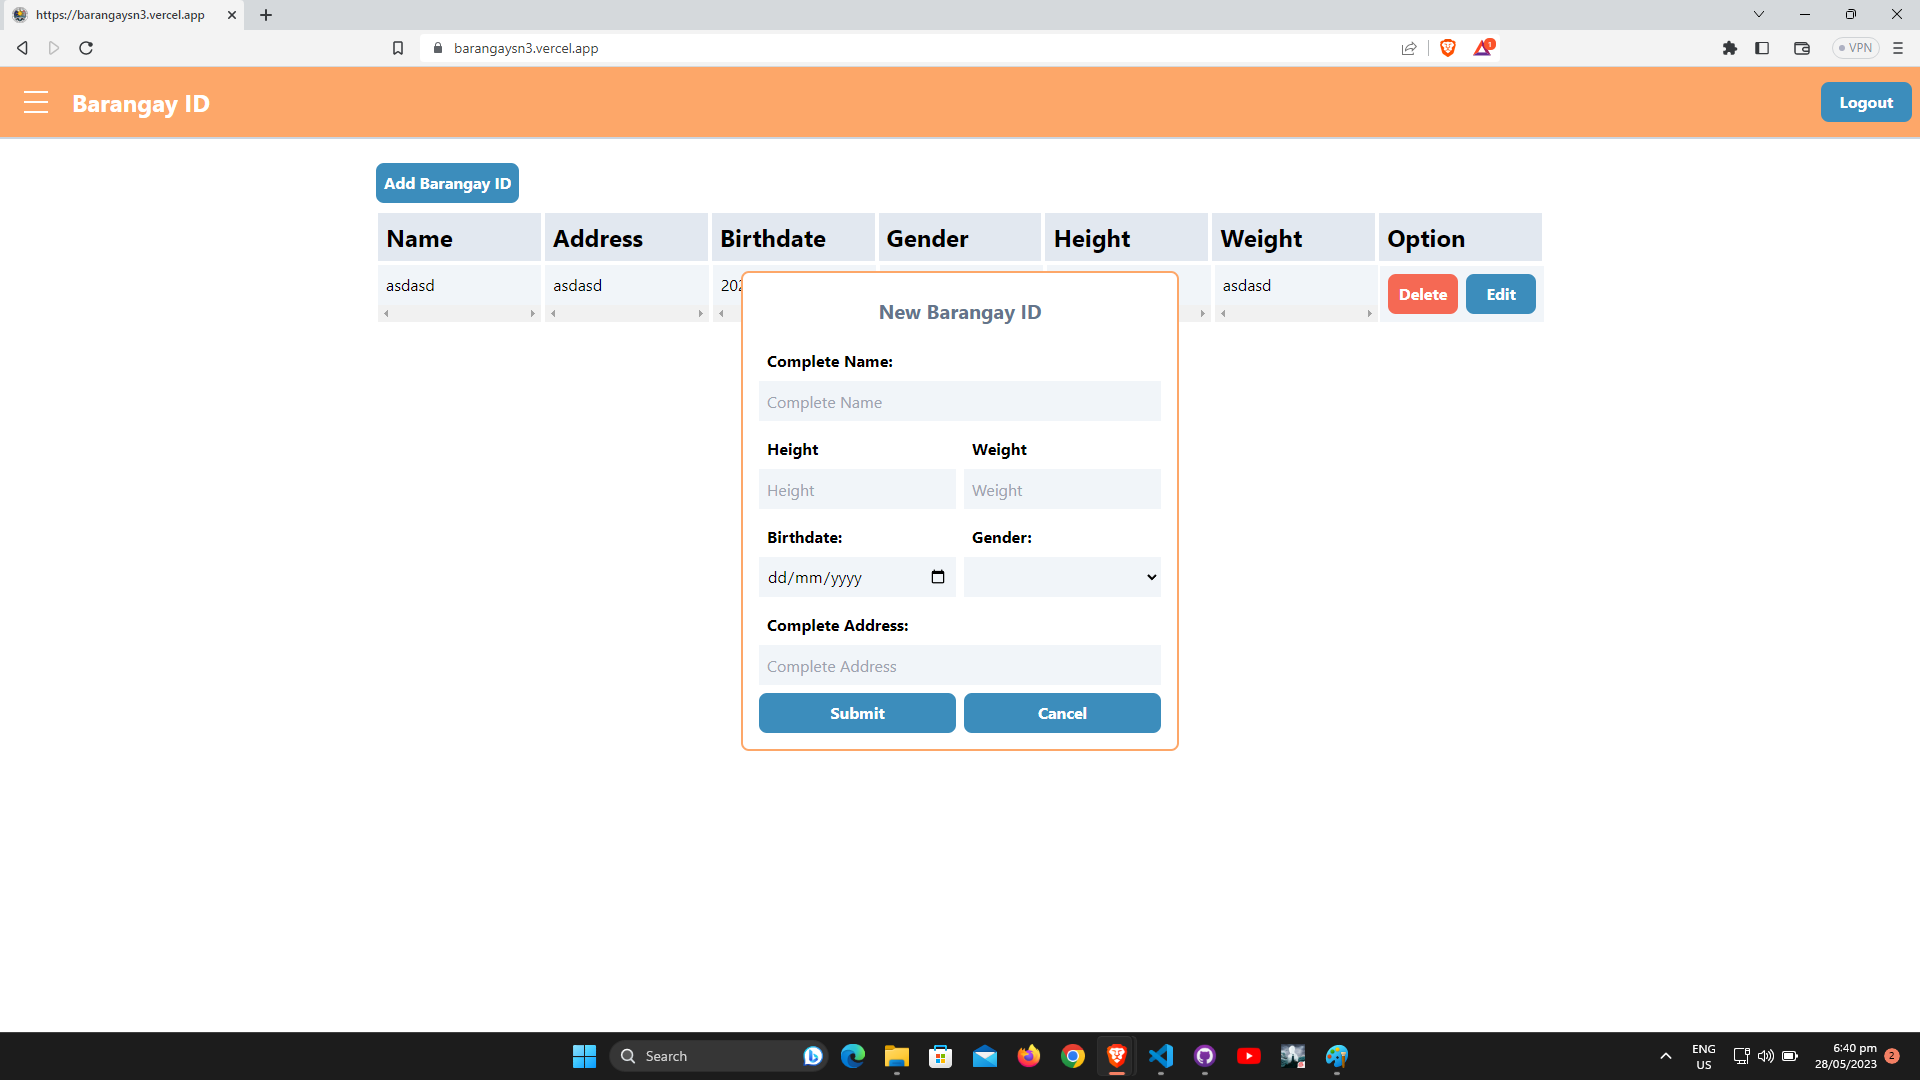 https://barangaysn3.vercel.app
barangaysn3.vercel.app
1
VPN
Barangay ID
Logout
Add Barangay ID
Name Address Birthdate Gender Height Weight Option
asdasd asdasd 202 asdasd Delete Edit
New Barangay ID
Complete Name:
Complete Name
Height Weight
Height Weight
Birthdate: Gender:
dd/mm/yyyy
Complete Address:
Complete Address
Submit Cancel
Search
ENG
US
6:40 pm
28/05/2023
2